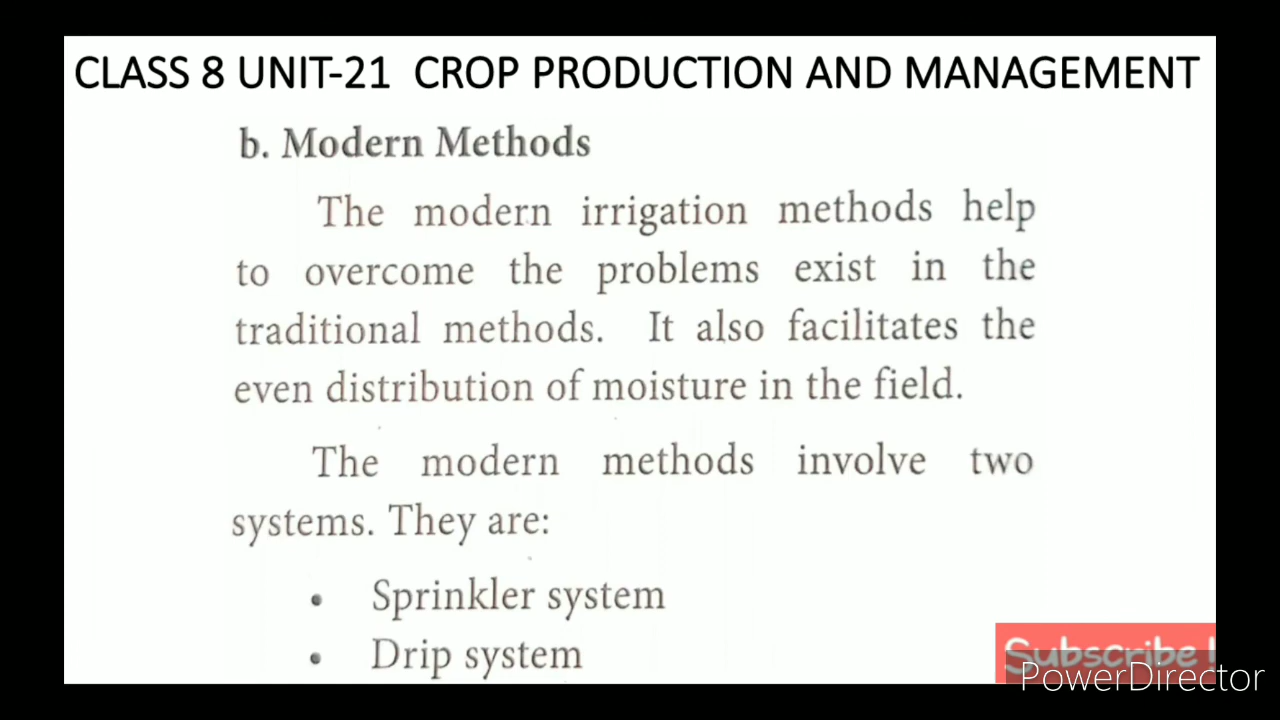 CLASS 8 UNIT-21 CROP PRODUCTION AND MANAGEMENT
b. Modern Methods
The modern irrigation methods help
to overcome the problems exist in the
traditional methods. It also facilitates the
even distribution of moisture in the field.
The modern methods involve two
systems. They are:
• Sprinkler system
• Drip system
Subscribe !
PowerDirector